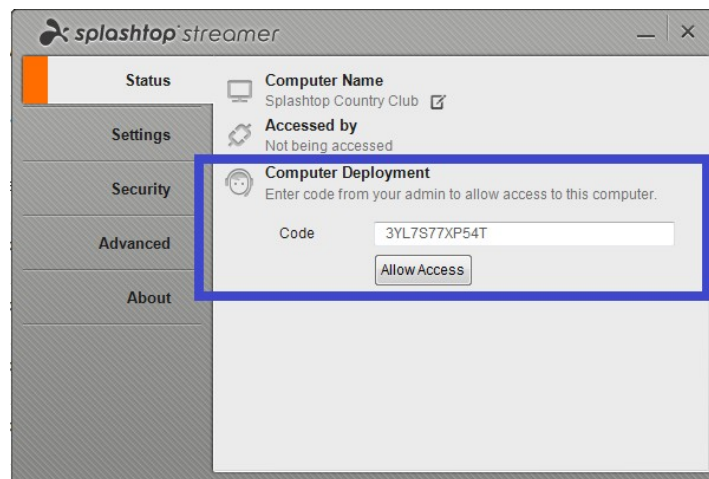 splashtop streamer
Status
Computer Name
Splashtop Country Club
Settings
Accessed by
Not being accessed
Security
Computer Deployment
Enter code from your admin to allow access to this computer.
Code 3YL7S77XP54T
Advanced
Allow Access
About